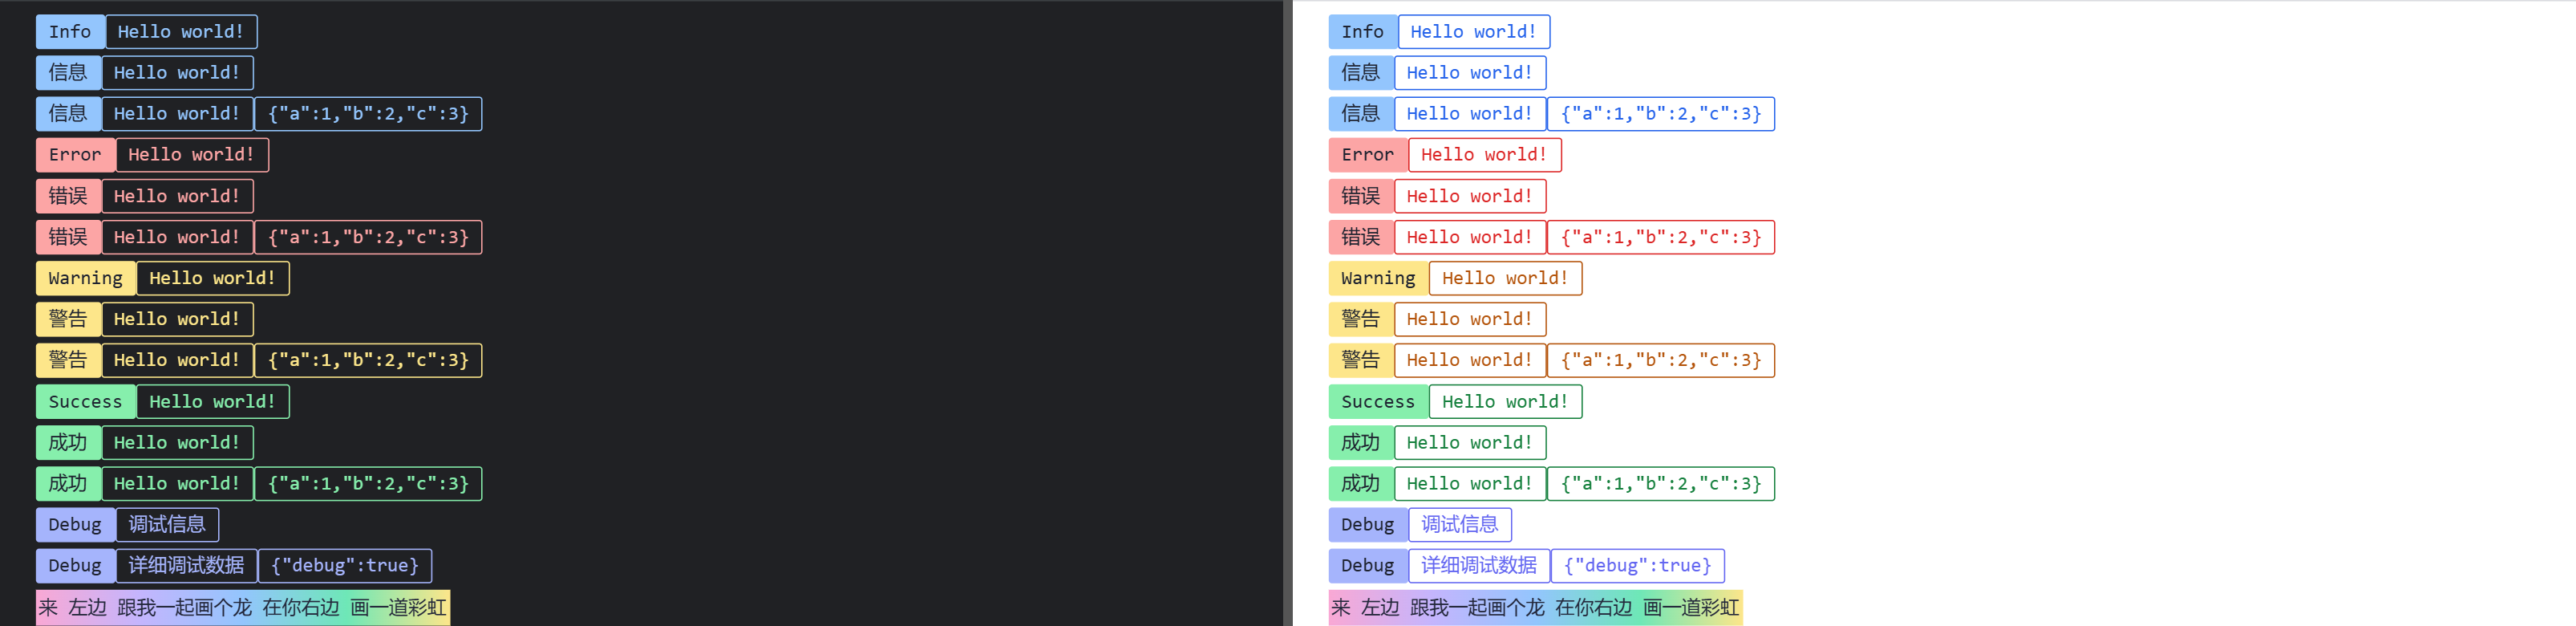 Info Hello world!
信息 Hello world!
信息 Hello world! {"a":1,"b":2,"c":3}
Error Hello world!
错误 Hello world!
错误 Hello world! {"a":1,"b":2,"c":3}
Warning Hello world!
警告 Hello world!
警告 Hello world! {"a":1,"b":2,"c":3}
Success Hello world!
成功 Hello world!
成功 Hello world! {"a":1,"b":2,"c":3}
Debug 调试信息
Debug 详细调试数据 {"debug":true}
来 左边 跟我一起画个龙 在你右边 画一道彩虹
Info Hello world!
信息 Hello world!
信息 Hello world! {"a":1,"b":2,"c":3}
Error Hello world!
错误 Hello world!
错误 Hello world! {"a":1,"b":2,"c":3}
Warning Hello world!
警告 Hello world!
警告 Hello world! {"a":1,"b":2,"c":3}
Success Hello world!
成功 Hello world!
成功 Hello world! {"a":1,"b":2,"c":3}
Debug 调试信息
Debug 详细调试数据 {"debug":true}
来 左边 跟我一起画个龙 在你右边 画一道彩虹